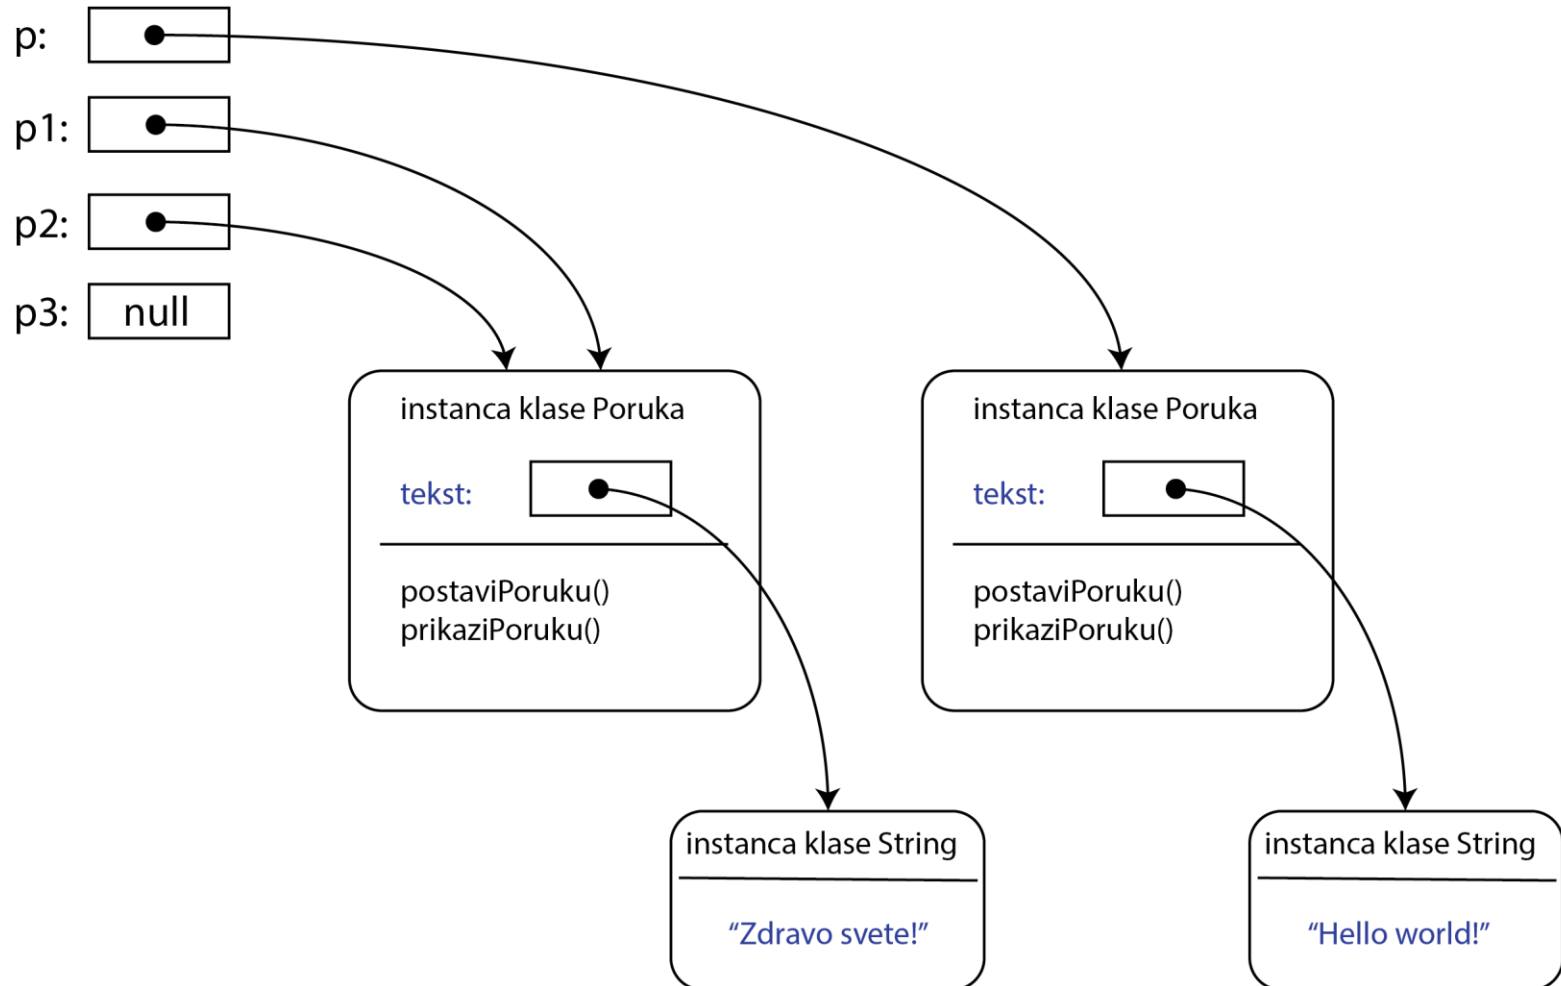 p:
p1:
p2:
p3: null
instanca klase Poruka
tekst:
postaviPoruku()
prikaziPoruku()
instanca klase Poruka
tekst:
postaviPoruku()
prikaziPoruku()
instanca klase String
“Zdravo svete!”
instanca klase String
“Hello world!”